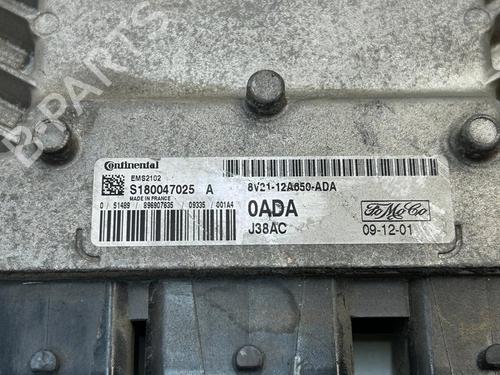 B-PARTS
Continental
EMS2102
S180047025 A
MADE IN FRANCE
0 51489 896907635 09335 001A4
8V21-12A650-ADA
0ADA
J38AC
FoMoCo
09-12-01